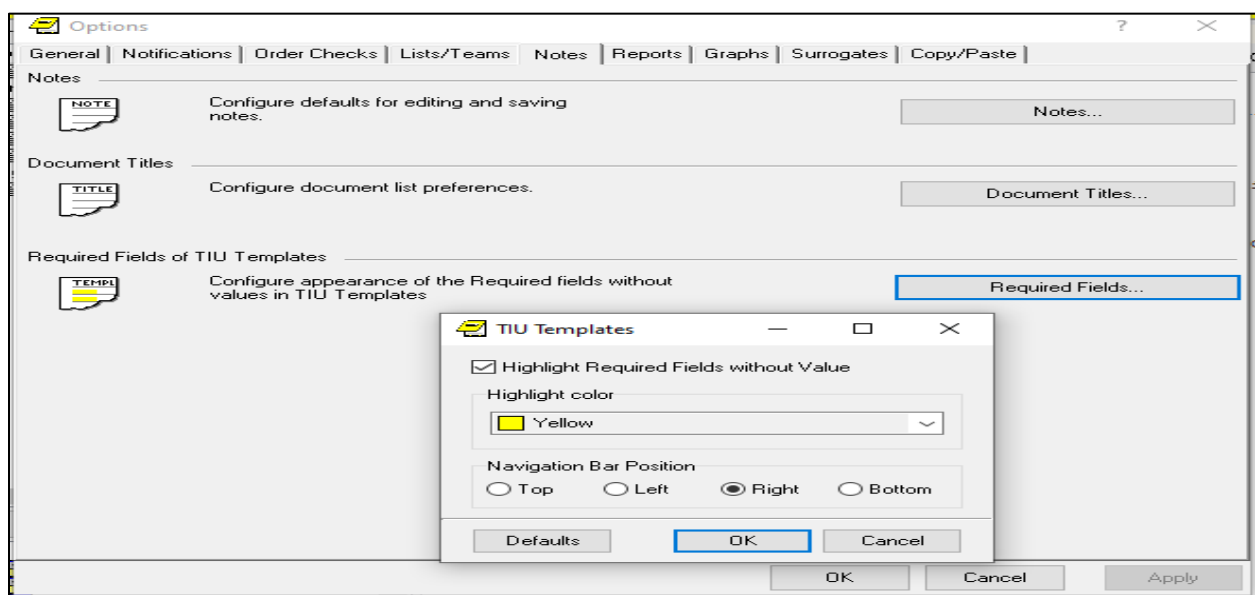 Options
? 
General Notifications Order Checks Lists/Teams Notes Reports Graphs Surrogates Copy/Paste
Notes
NOTE
Configure defaults for editing and saving
notes.
Notes...
Document Titles
TITLE
Configure document list preferences.
Document Titles...
Required Fields of TIU Templates
TEMPL
Configure appearance of the Required fields without
values in TIU Templates
Required Fields...
TIU Templates
Highlight Required Fields without Value
Highlight color
Yellow
Navigation Bar Position
Top Left Right Bottom
Defaults OK Cancel
OK Cancel Apply